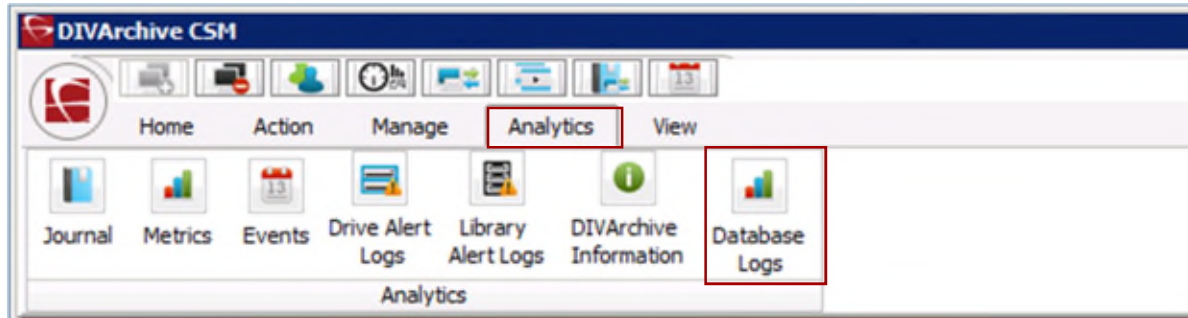 DIVArchive CSM
13
Home Action Manage Analytics View
13
Journal Metrics Events Drive Alert Logs Library Alert Logs DIVArchive Information Database Logs
Analytics